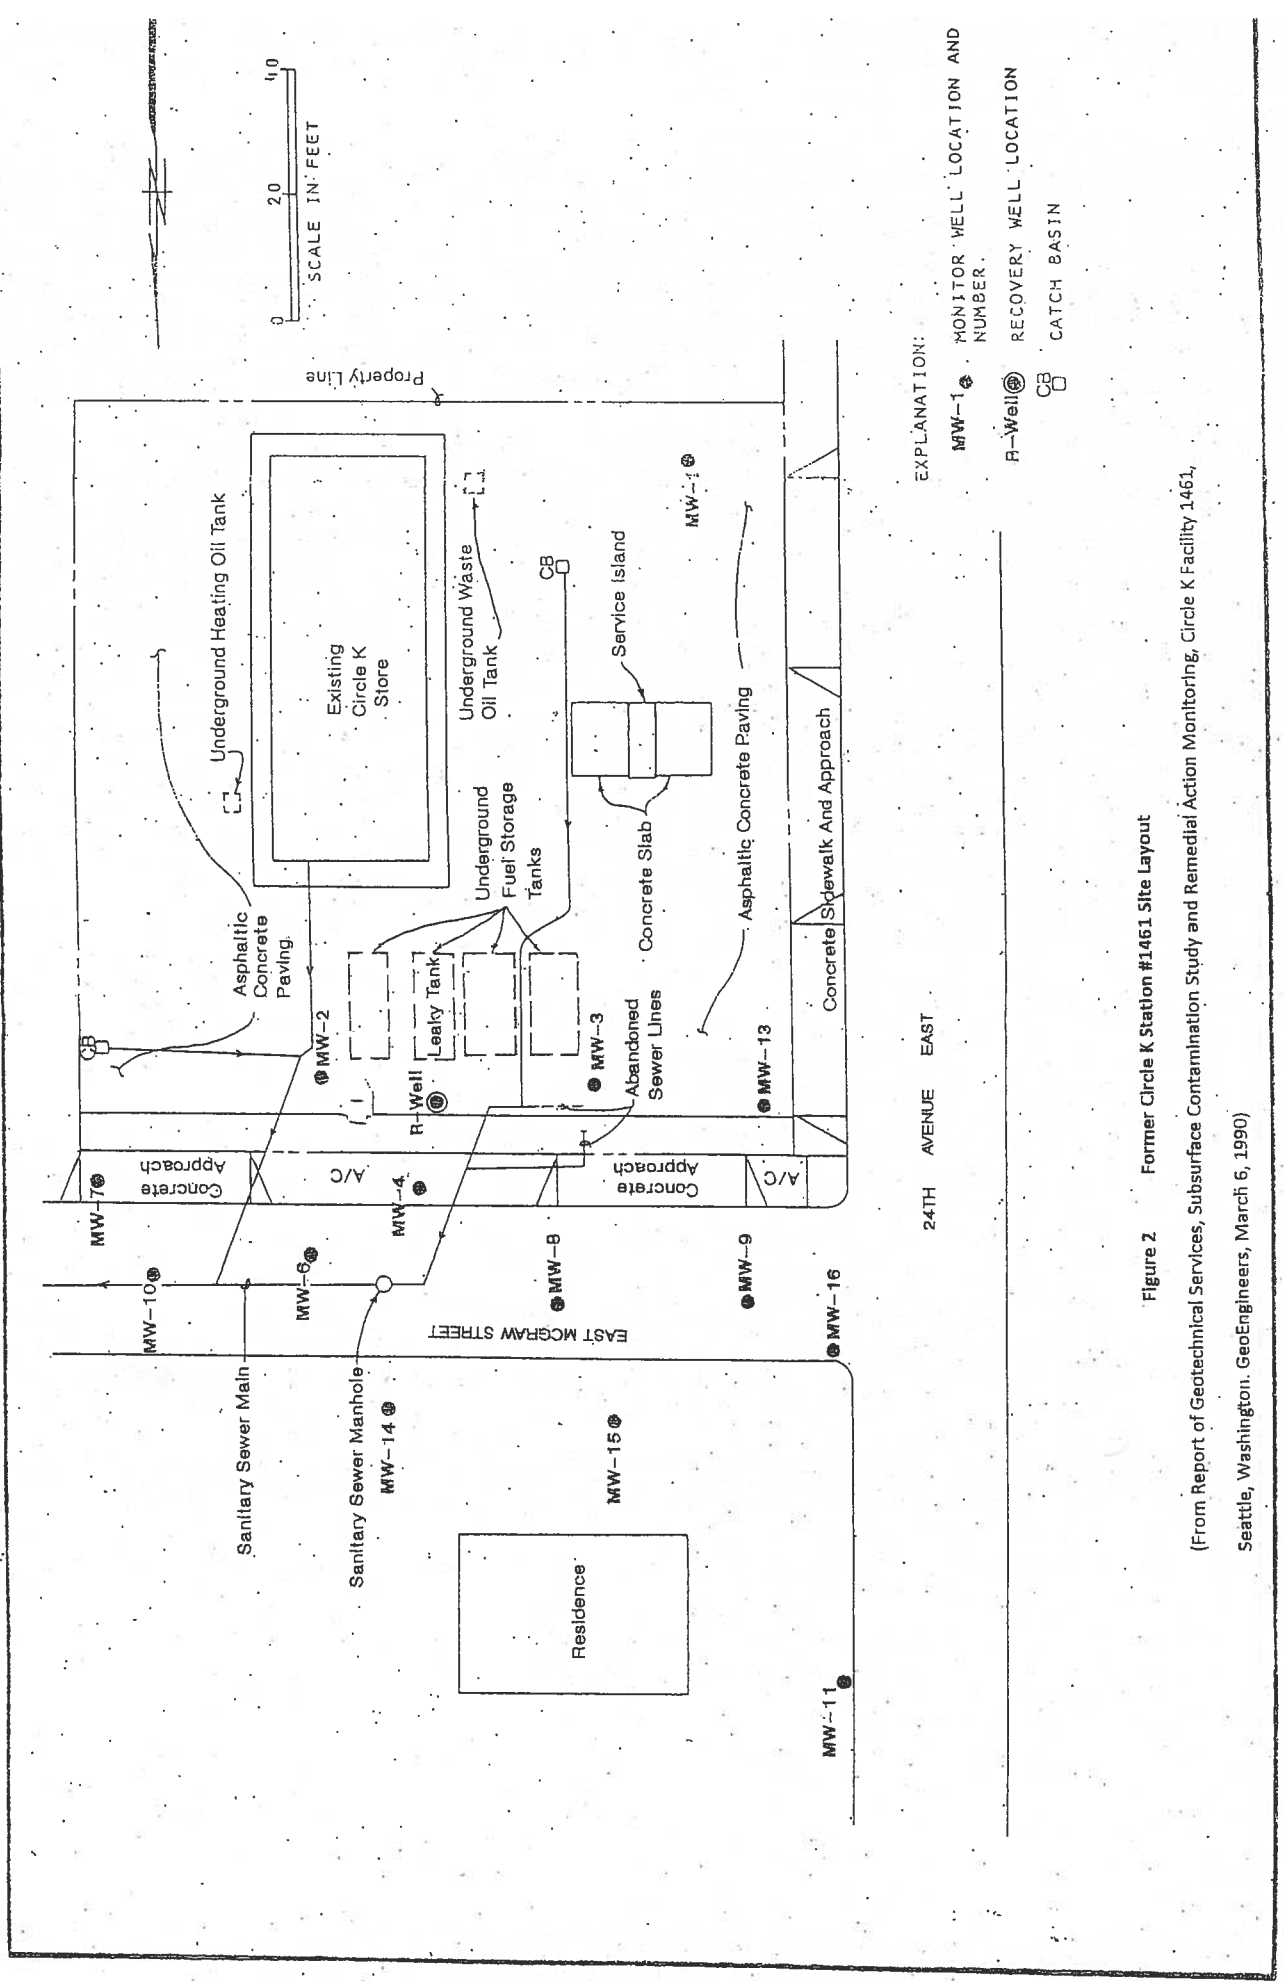 0 20 40
SCALE IN FEET
Property Line
Underground Heating Oil Tank
Asphaltic
Concrete
Paving
CB
Existing
Circle K
Store
Underground Waste
Oil Tank
Underground
Fuel Storage
Tanks
CB
Service Island
Concrete Slab
MW-1
Asphaltic Concrete Paving
Concrete Sidewalk And Approach
MW-2
Leaky Tank
R-Well
MW-3
Abandoned
Sewer Lines
MW-13
Concrete
Approach
A/C
Concrete
Approach
A/C
MW-7
MW-4
MW-10
MW-6
MW-8
MW-9
MW-16
EAST MCGRAW STREET
Sanitary Sewer Main
Sanitary Sewer Manhole
MW-14
MW-15
Residence
MW-11
24TH AVENUE EAST
EXPLANATION:
MW-1 MONITOR WELL LOCATION AND
NUMBER.
R-Well RECOVERY WELL LOCATION
CB CATCH BASIN
Figure 2 Former Circle K Station #1461 Site Layout
(From Report of Geotechnical Services, Subsurface Contamination Study and Remedial Action Monitoring, Circle K Facility 1461,
Seattle, Washington. GeoEngineers, March 6, 1990)